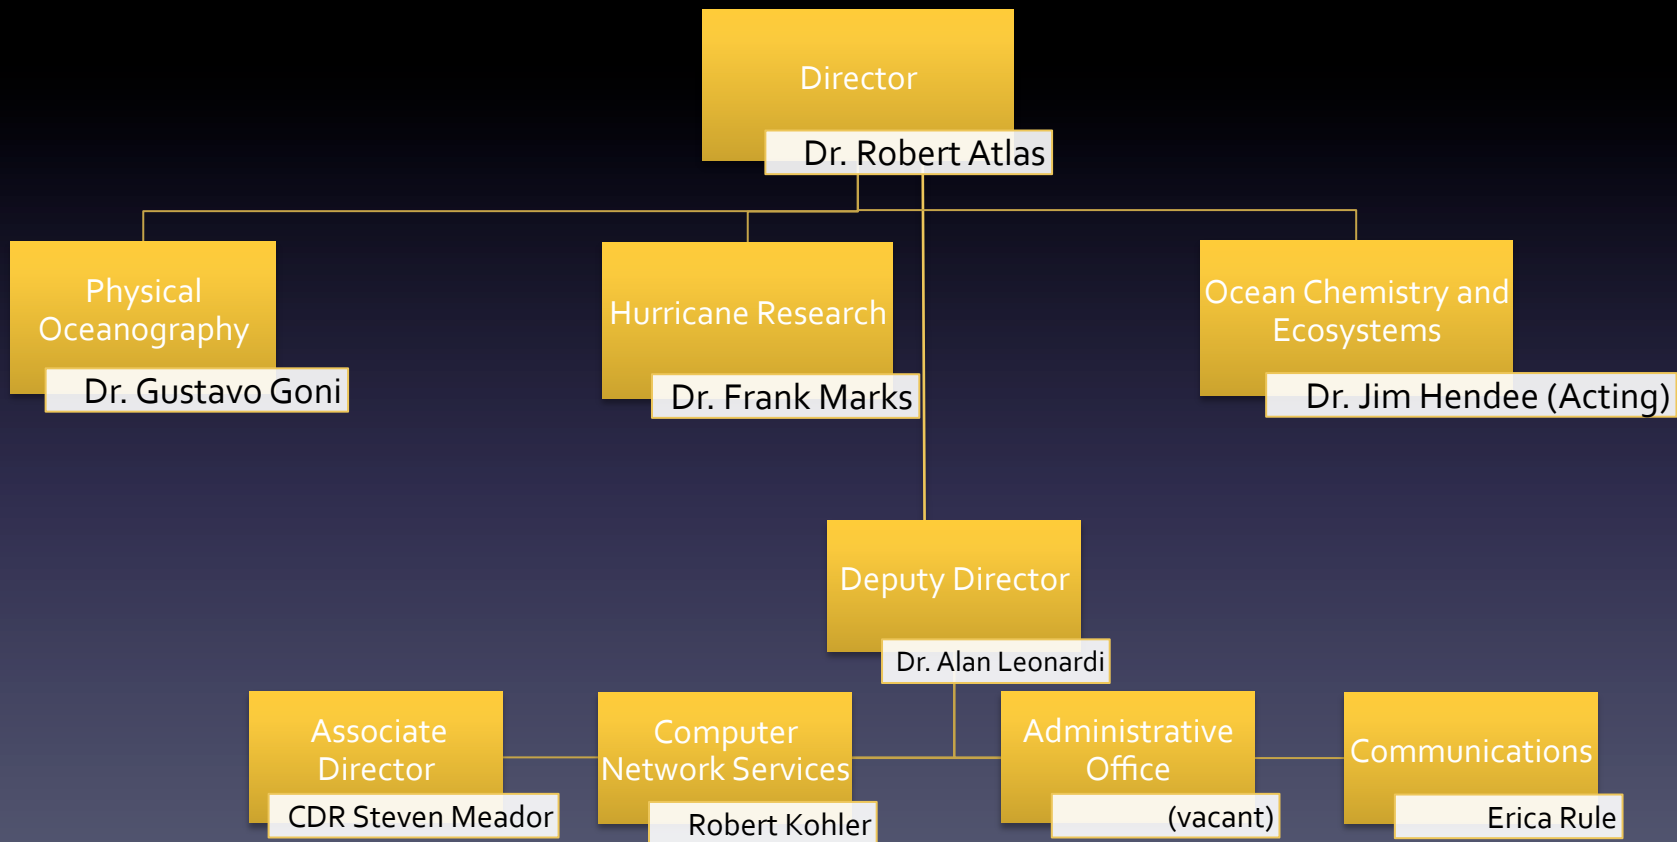 Director
Dr. Robert Atlas
Physical
Oceanography
Dr. Gustavo Goni
Hurricane Research
Dr. Frank Marks
Ocean Chemistry and
Ecosystems
Dr. Jim Hendee (Acting)
Deputy Director
Dr. Alan Leonardi
Associate
Director
CDR Steven Meador
Computer
Network Services
Robert Kohler
Administrative
Office
(vacant)
Communications
Erica Rule